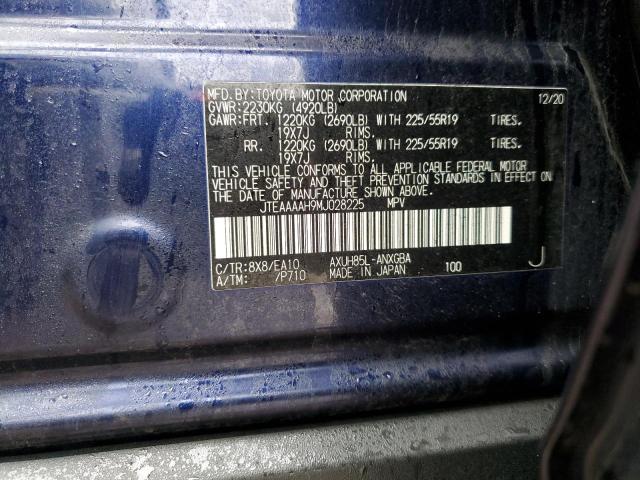 MFD.BY:TOYOTA MOTOR CORPORATION 12/20
GVWR:2230KG (4920LB)
GAWR:FRT. 1220KG (2690LB) WITH 225/55R19 TIRES.
19X7J RIMS.
RR. 1220KG (2690LB) WITH 225/55R19 TIRES.
19X7J RIMS.
THIS VEHICLE CONFORMS TO ALL APPLICABLE FEDERAL MOTOR
VEHICLE SAFETY AND THEFT PREVENTION STANDARDS IN EFFECT ON
THE DATE OF MANUFACTURE SHOWN ABOVE.
JTEAAAAH9MJ028225 MPV
C/TR:8X8/EA10 AXUH85L-ANXGBA
A/TM: /P710 MADE IN JAPAN 100 J